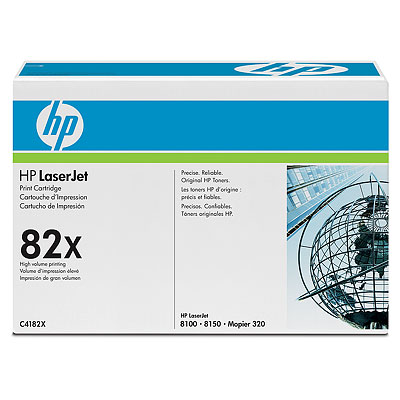 hp
HP LaserJet
Print Cartridge
Cartouche d'Impression
Cartucho de Impresión
82x
High volume printing
Volume d'impression élevé
Impresión de gran volumen
C4182X
Precise. Reliable.
Original HP Toners.
Les toners HP d'origine :
précis et fiables.
Precisos. Confiables.
Tóners originales HP.
HP LaserJet
8100 • 8150 • Mopier 320